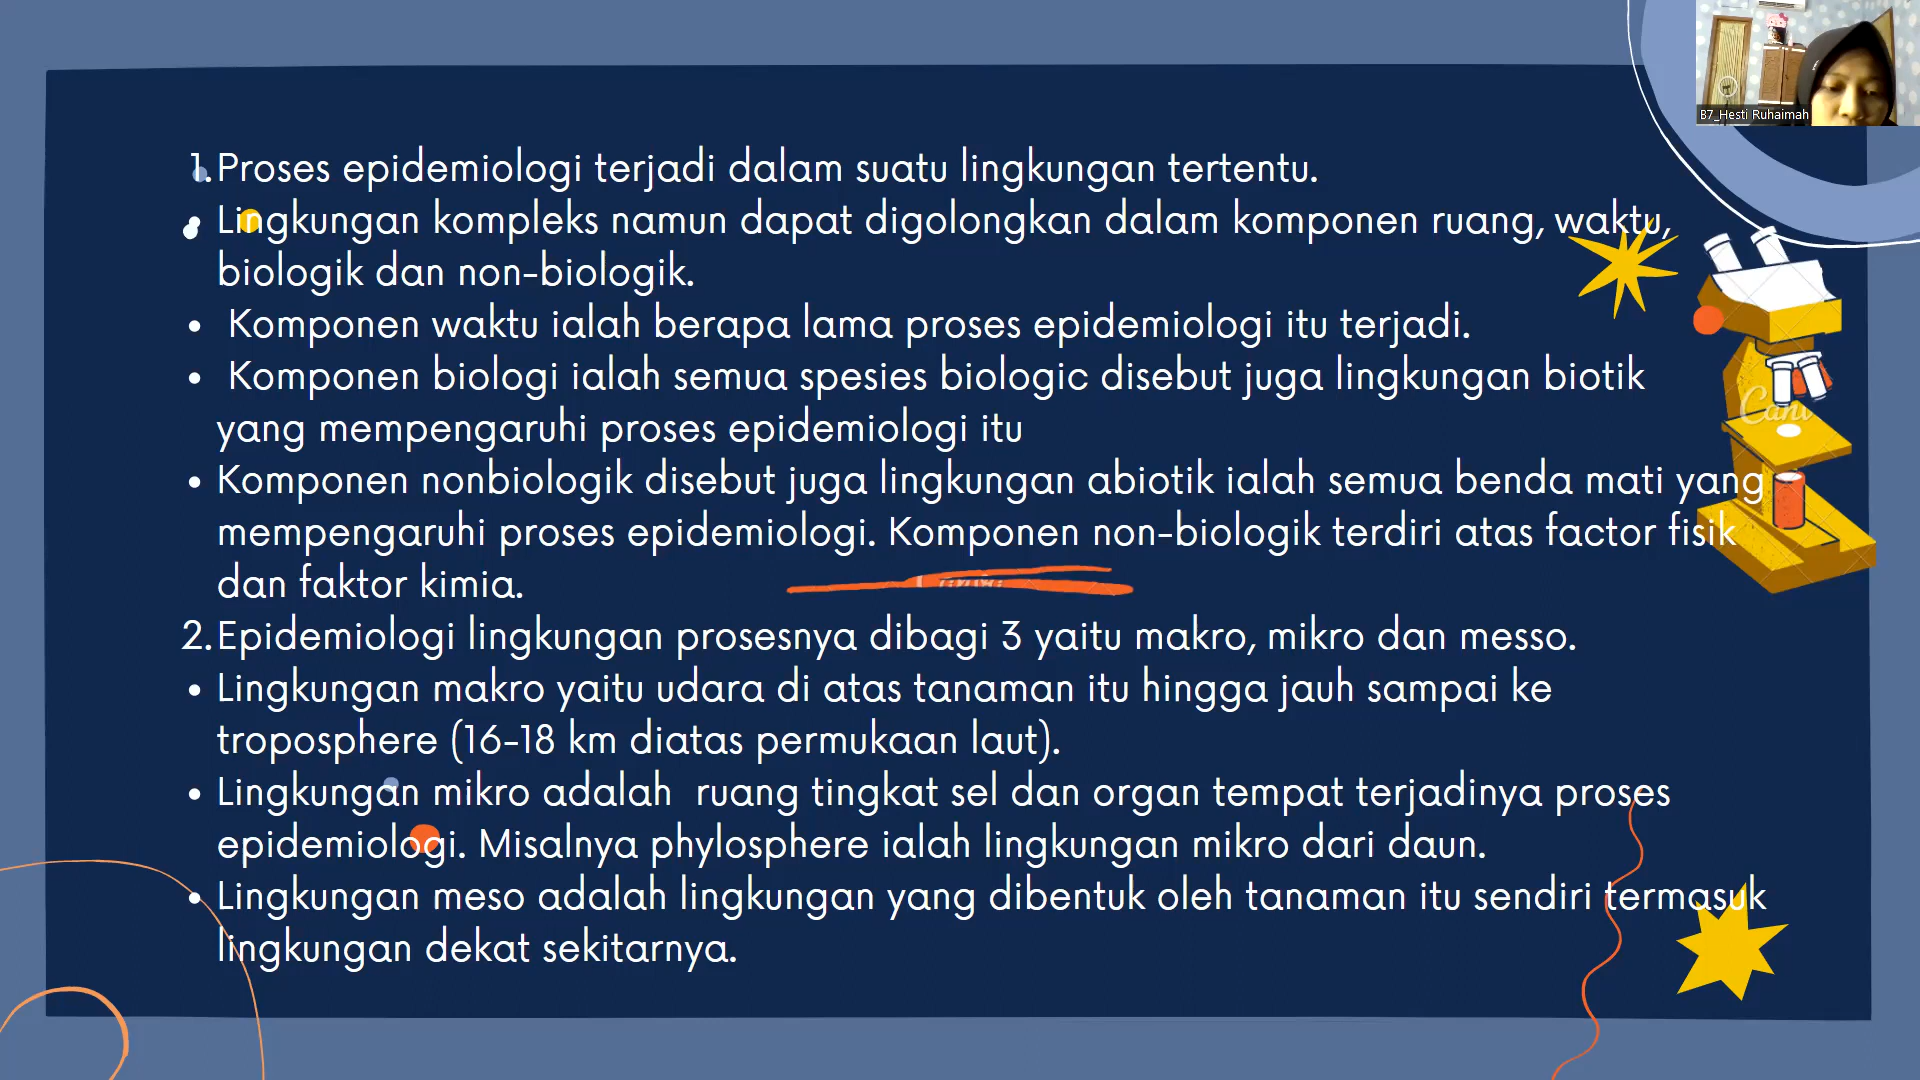 B7_Hesti Ruhaimah
1. Proses epidemiologi terjadi dalam suatu lingkungan tertentu.
• Lingkungan kompleks namun dapat digolongkan dalam komponen ruang, waktu,
biologik dan non-biologik.
• Komponen waktu ialah berapa lama proses epidemiologi itu terjadi.
• Komponen biologi ialah semua spesies biologic disebut juga lingkungan biotik
yang mempengaruhi proses epidemiologi itu
• Komponen nonbiologik disebut juga lingkungan abiotik ialah semua benda mati yang
mempengaruhi proses epidemiologi. Komponen non-biologik terdiri atas factor fisik
dan faktor kimia.
2. Epidemiologi lingkungan prosesnya dibagi 3 yaitu makro, mikro dan messo.
• Lingkungan makro yaitu udara di atas tanaman itu hingga jauh sampai ke
troposphere (16-18 km diatas permukaan laut).
• Lingkungan mikro adalah  ruang tingkat sel dan organ tempat terjadinya proses
epidemiologi. Misalnya phylosphere ialah lingkungan mikro dari daun.
• Lingkungan meso adalah lingkungan yang dibentuk oleh tanaman itu sendiri termasuk
lingkungan dekat sekitarnya.